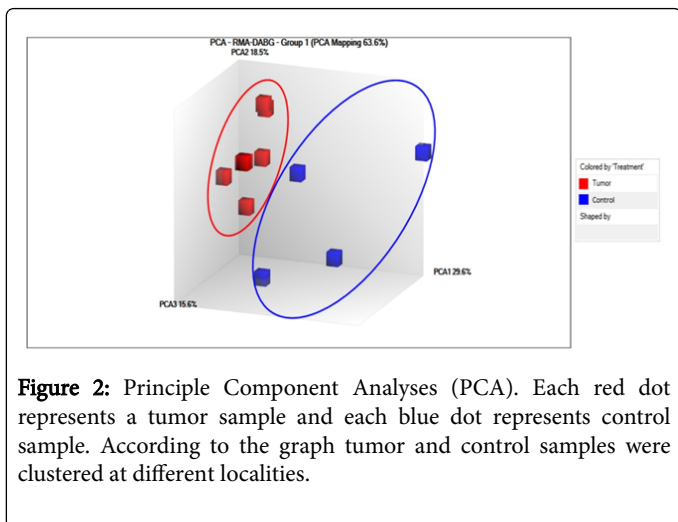 PCA - RMA-DABG - Group 1 (PCA Mapping 63.6%)
PCA2 18.5%
Colored by 'Treatment'
Tumor
Control
Shaped by
PCA1 29.6%
PCA3 15.6%
Figure 2: Principle Component Analyses (PCA). Each red dot
represents a tumor sample and each blue dot represents control
sample. According to the graph tumor and control samples were
clustered at different localities.